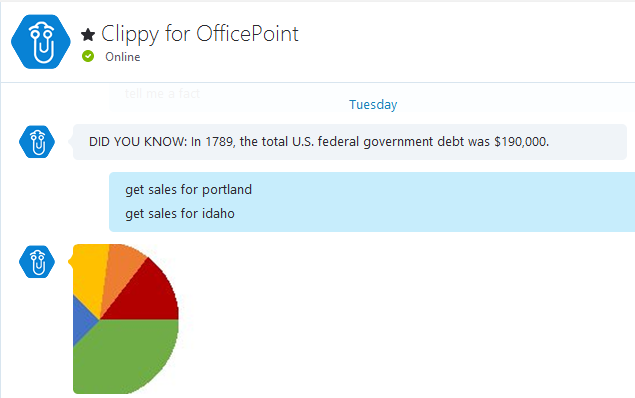 Clippy for OfficePoint
Online
tell me a fact
Tuesday
DID YOU KNOW: In 1789, the total U.S. federal government debt was $190,000.
get sales for portland
get sales for idaho